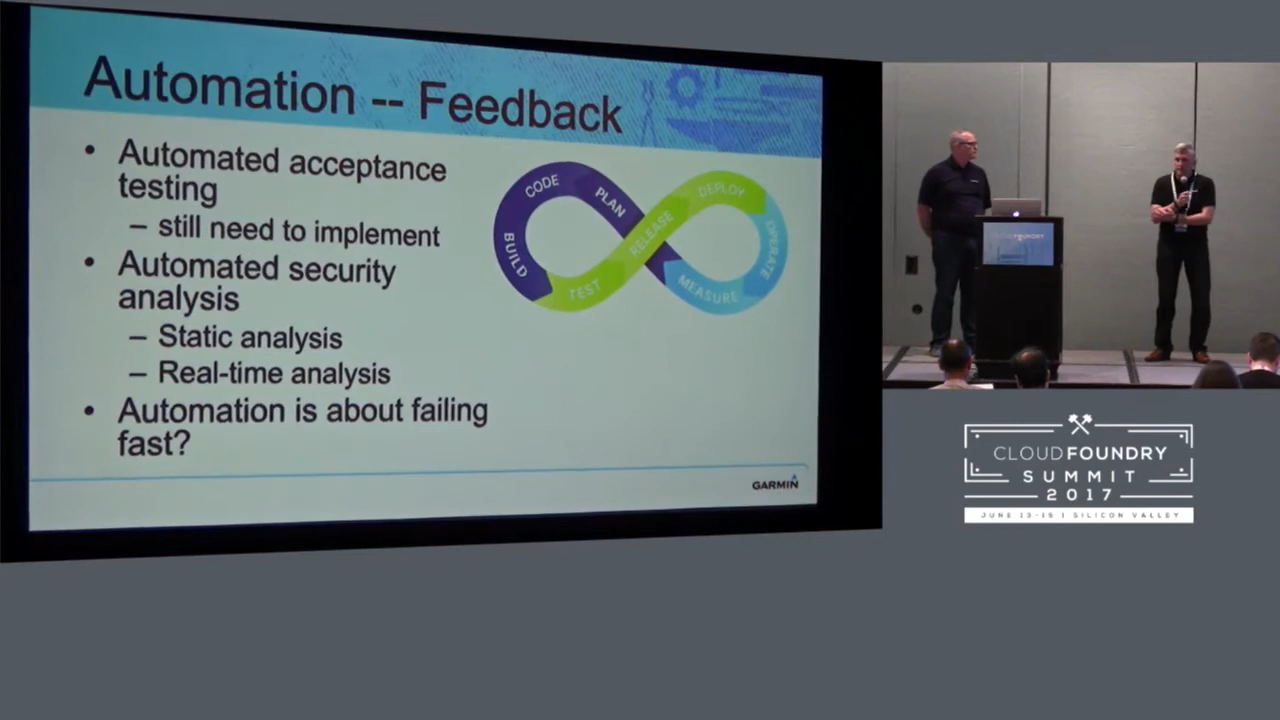 Automation -- Feedback
• Automated acceptance
testing
– still need to implement
• Automated security
analysis
– Static analysis
– Real-time analysis
• Automation is about failing
fast?
CODE
PLAN
BUILD
TEST
RELEASE
DEPLOY
OPERATE
MEASURE
GARMIN
CLOUD FOUNDRY
CLOUDFOUNDRY
SUMMIT
2017
JUNE 13-15 | SILICON VALLEY